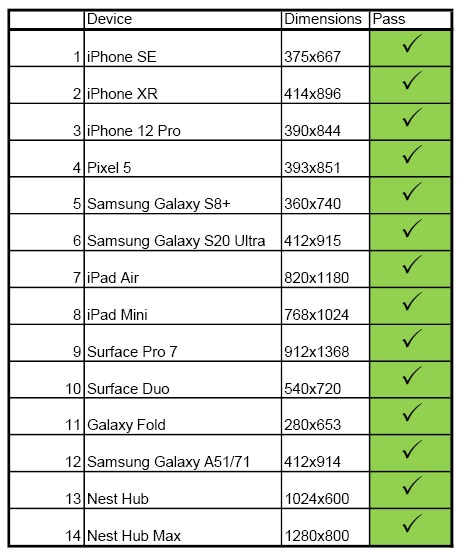 Device Dimensions Pass
1 iPhone SE 375x667 ✓
2 iPhone XR 414x896 ✓
3 iPhone 12 Pro 390x844 ✓
4 Pixel 5 393x851 ✓
5 Samsung Galaxy S8+ 360x740 ✓
6 Samsung Galaxy S20 Ultra 412x915 ✓
7 iPad Air 820x1180 ✓
8 iPad Mini 768x1024 ✓
9 Surface Pro 7 912x1368 ✓
10 Surface Duo 540x720 ✓
11 Galaxy Fold 280x653 ✓
12 Samsung Galaxy A51/71 412x914 ✓
13 Nest Hub 1024x600 ✓
14 Nest Hub Max 1280x800 ✓